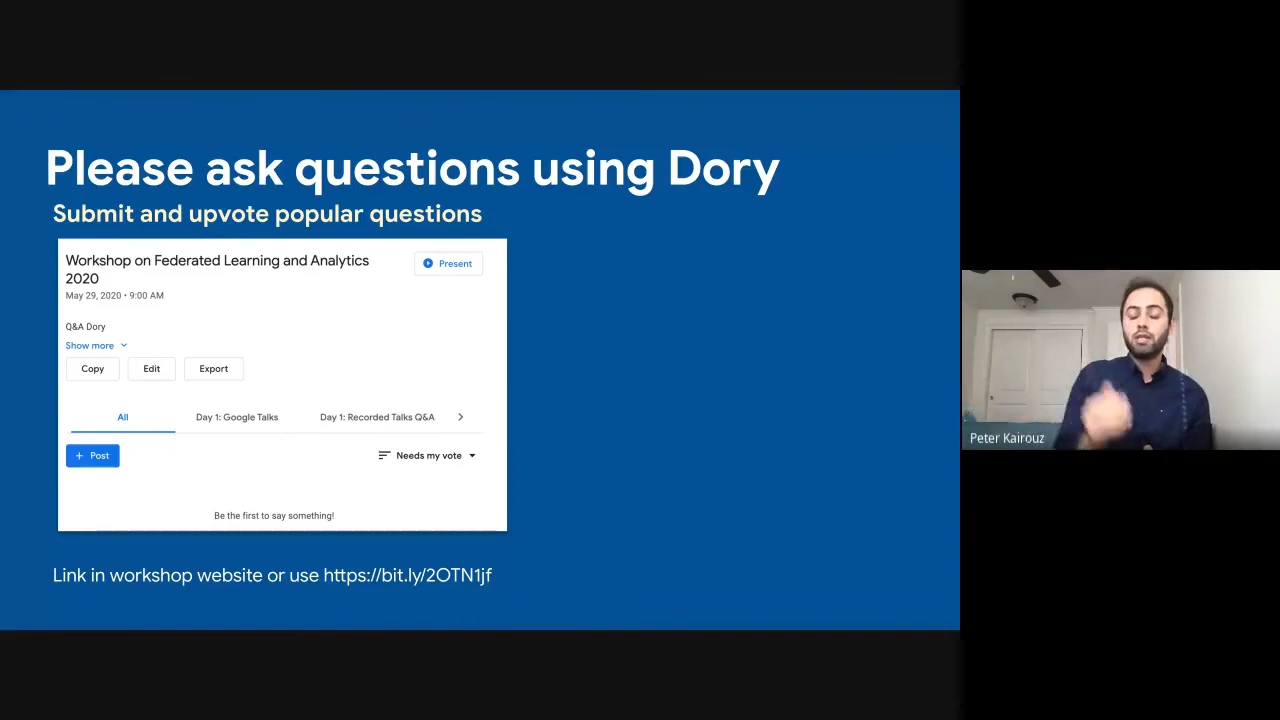 Please ask questions using Dory
Submit and upvote popular questions
Workshop on Federated Learning and Analytics
2020
Present
May 29, 2020 • 9:00 AM
Q&A Dory
Show more
Copy Edit Export
All Day 1: Google Talks Day 1: Recorded Talks Q&A
+ Post Needs my vote
Be the first to say something!
Link in workshop website or use https://bit.ly/2OTN1jf
Peter Kairouz